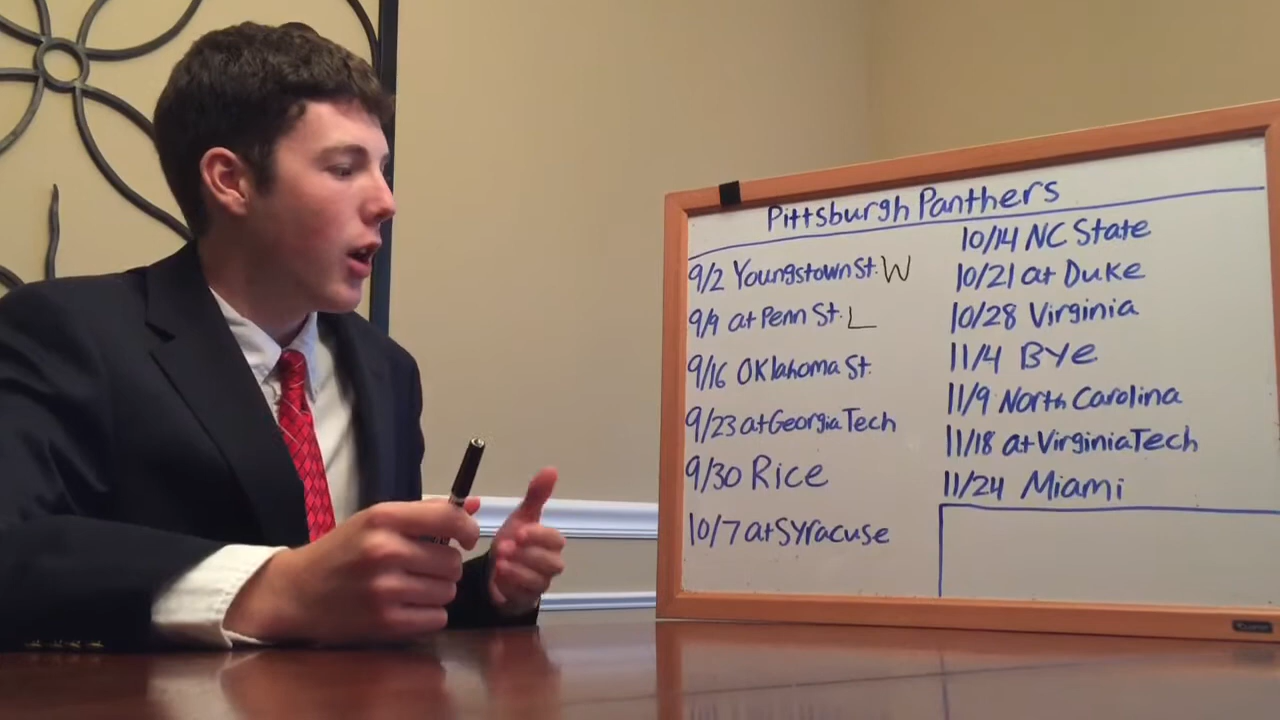 Pittsburgh Panthers
9/2 Youngstown St. W
9/9 at Penn St. L
9/16 Oklahoma St.
9/23 at Georgia Tech
9/30 Rice
10/7 at Syracuse
10/14 NC State
10/21 at Duke
10/28 Virginia
11/4 Bye
11/9 North Carolina
11/18 at Virginia Tech
11/24 Miami